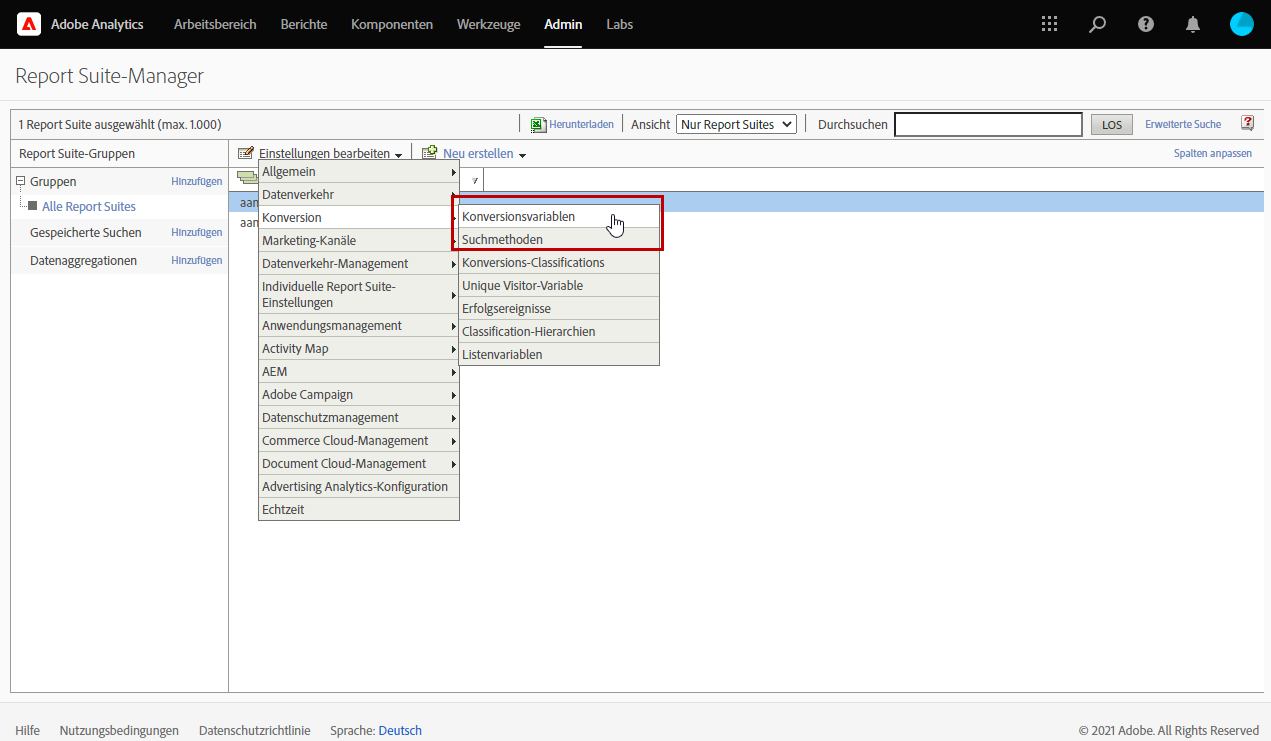 Adobe Analytics Arbeitsbereich Berichte Komponenten Werkzeuge Admin Labs
Report Suite-Manager
1 Report Suite ausgewählt (max. 1.000) Herunterladen Ansicht Nur Report Suites Durchsuchen LOS Erweiterte Suche
Report Suite-Gruppen Einstellungen bearbeiten Neu erstellen Spalten anpassen
Gruppen Hinzufügen
Alle Report Suites
Gespeicherte Suchen Hinzufügen
Datenaggregationen Hinzufügen
aan
aan
Allgemein
Datenverkehr
Konversion
Marketing-Kanäle
Datenverkehr-Management
Individuelle Report Suite-
Einstellungen
Anwendungsmanagement
Activity Map
AEM
Adobe Campaign
Datenschutzmanagement
Commerce Cloud-Management
Document Cloud-Management
Advertising Analytics-Konfiguration
Echtzeit
Konversionsvariablen
Suchmethoden
Konversions-Classifications
Unique Visitor-Variable
Erfolgsereignisse
Classification-Hierarchien
Listenvariablen
Hilfe Nutzungsbedingungen Datenschutzrichtlinie Sprache: Deutsch © 2021 Adobe. All Rights Reserved